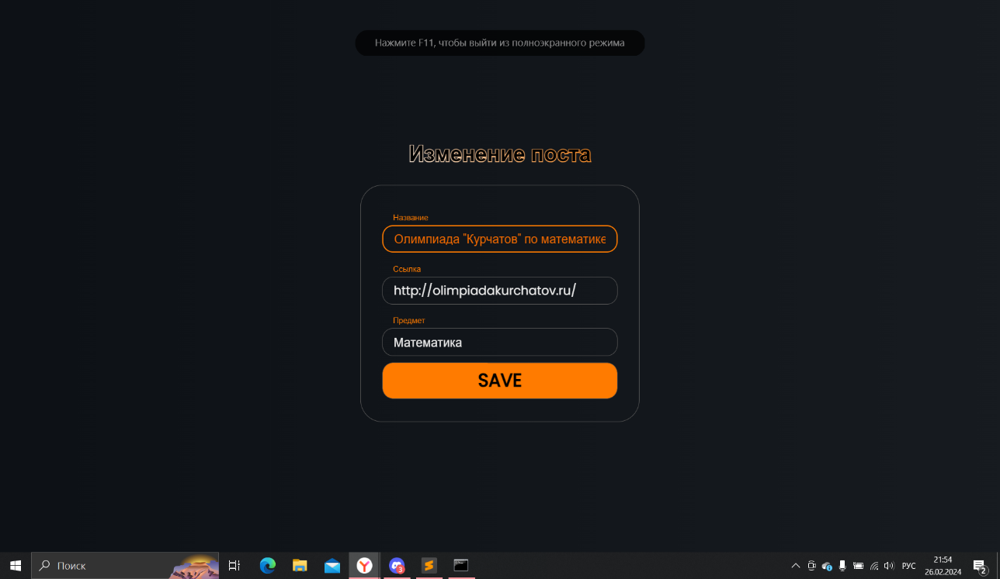 Нажмите F11, чтобы выйти из полноэкранного режима
Изменение поста
Название
Олимпиада "Курчатов" по математике
Ссылка
http://olimpiadakurchatov.ru/
Предмет
Математика
SAVE
Поиск
3
РУС
21:54
26.02.2024
2